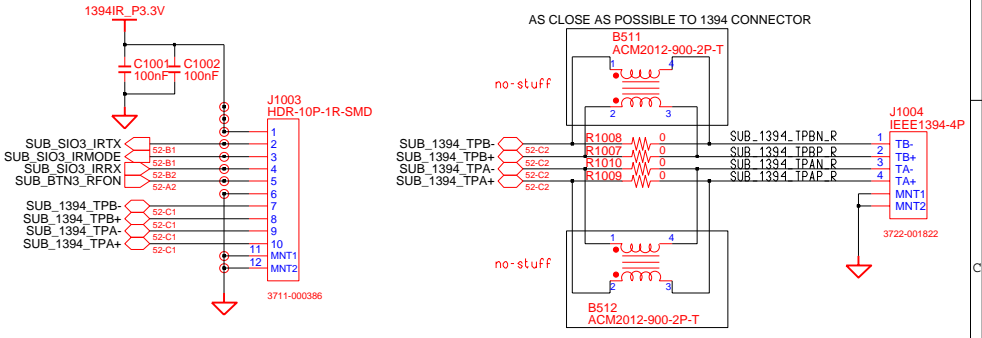 1394IR_P3.3V
C1001
100nF
C1002
100nF
J1003
HDR-10P-1R-SMD
1
SUB_SIO3_IRTX
2
SUB_SIO3_IRMODE
52-B1
3
SUB_SIO3_IRRX
52-B1
4
SUB_BTN3_RFON
52-B2
5
52-A2
6
SUB_1394_TPB-
7
SUB_1394_TPB+
52-C1
8
SUB_1394_TPA-
52-C1
9
SUB_1394_TPA+
52-C1
10
52-C1
11
MNT1
12
MNT2
3711-000386
AS CLOSE AS POSSIBLE TO 1394 CONNECTOR
B511
ACM2012-900-2P-T
1
4
no-stuff
2
3
SUB_1394_TPB-
R1008
0
SUB_1394_TPBN_R
SUB_1394_TPB+
52-C2
R1007
0
SUB_1394_TPBP_R
SUB_1394_TPA-
52-C2
R1010
0
SUB_1394_TPAN_R
SUB_1394_TPA+
52-C2
R1009
0
SUB_1394_TPAP_R
52-C2
1
4
no-stuff
2
3
B512
ACM2012-900-2P-T
J1004
IEEE1394-4P
1
TB-
2
TB+
3
TA-
4
TA+
MNT1
MNT2
3722-001822
C